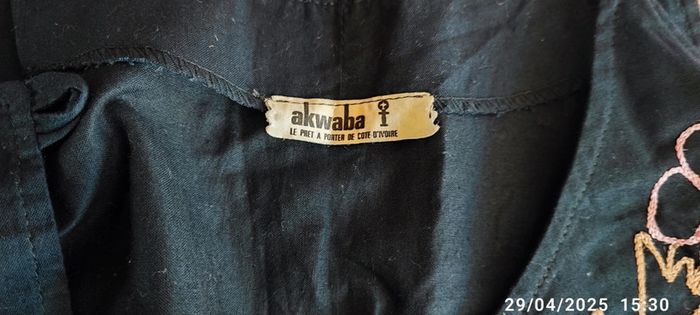 akwaba
LE PRET A PORTER DE COTE D'IVOIRE
29/04/2025 15:30